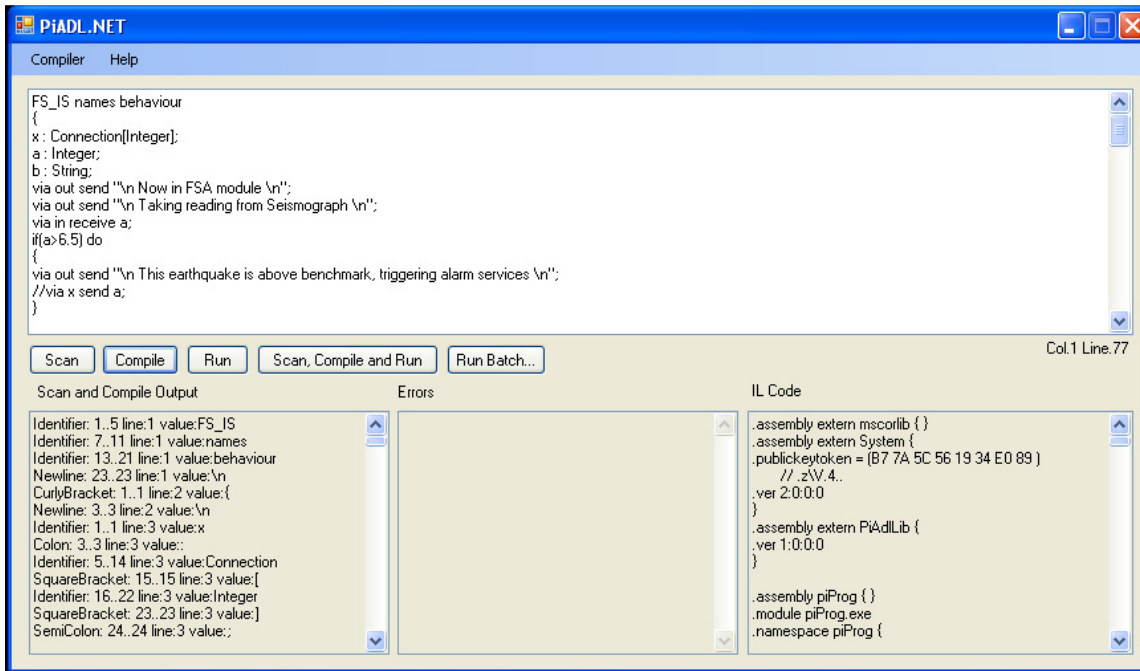 PiADL.NET
Compiler Help
FS_IS names behaviour
{
x : Connection[Integer];
a : Integer;
b : String;
via out send "\n Now in FSA module \n";
via out send "\n Taking reading from Seismograph \n";
via in receive a;
if(a>6.5) do
{
via out send "\n This earthquake is above benchmark, triggering alarm services \n";
//via x send a;
}
Scan Compile Run Scan, Compile and Run Run Batch...
Col.1 Line.77
Scan and Compile Output
Identifier: 1..5 line:1 value:FS_IS
Identifier: 7..11 line:1 value:names
Identifier: 13..21 line:1 value:behaviour
Newline: 23..23 line:1 value:\n
CurlyBracket: 1..1 line:2 value:{
Newline: 3..3 line:2 value:\n
Identifier: 1..1 line:3 value:x
Colon: 3..3 line:3 value::
Identifier: 5..14 line:3 value:Connection
SquareBracket: 15..15 line:3 value:[
Identifier: 16..22 line:3 value:Integer
SquareBracket: 23..23 line:3 value:]
SemiColon: 24..24 line:3 value:;
Errors
IL Code
.assembly extern mscorlib { }
.assembly extern System {
.publickeytoken = (B7 7A 5C 56 19 34 E0 89 )
// .z\V.4..
.ver 2:0:0:0
}
.assembly extern PiAdlLib {
.ver 1:0:0:0
}
.assembly piProg { }
.module piProg.exe
.namespace piProg {